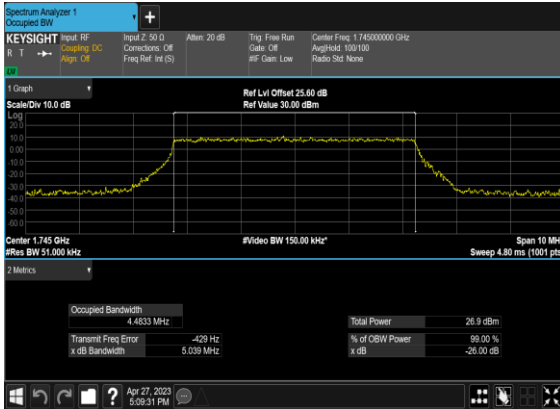 Spectrum Analyzer 1
Occupied BW
KEYSIGHT
R T
Input: RF
Coupling: DC
Align: Off
Input Z: 50 Ω
Corrections: Off
Freq Ref: Int (S)
Atten: 20 dB
Trig: Free Run
Gate: Off
#IF Gain: Low
Center Freq: 1.745000000 GHz
Avg|Hold: 100/100
Radio Std: None
1 Graph
Scale/Div 10.0 dB
Ref Lvl Offset 25.60 dB
Ref Value 30.00 dBm
Log
20.0
10.0
0.00
-10.0
-20.0
-30.0
-40.0
-50.0
-60.0
Center 1.745 GHz
#Res BW 51.000 kHz
#Video BW 150.00 kHz*
Span 10 MH
Sweep 4.80 ms (1001 pts
2 Metrics
Occupied Bandwidth
4.4833 MHz
Transmit Freq Error -429 Hz
x dB Bandwidth 5.039 MHz
Total Power 26.9 dBm
% of OBW Power 99.00 %
x dB -26.00 dB
Apr 27, 2023
5:09:31 PM